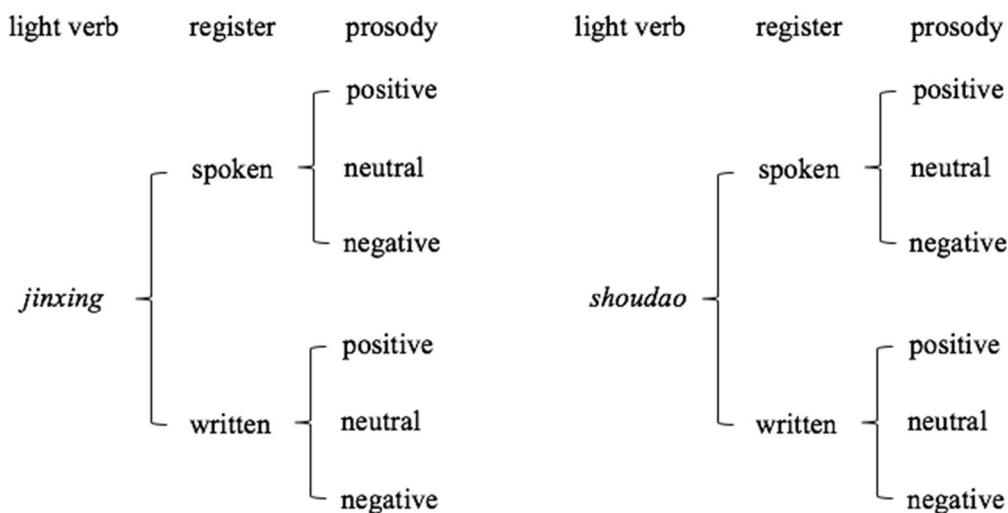 light verb register prosody light verb register prosody
positive positive
spoken neutral spoken neutral
negative negative
jinxing shoudao
positive positive
written neutral written neutral
negative negative